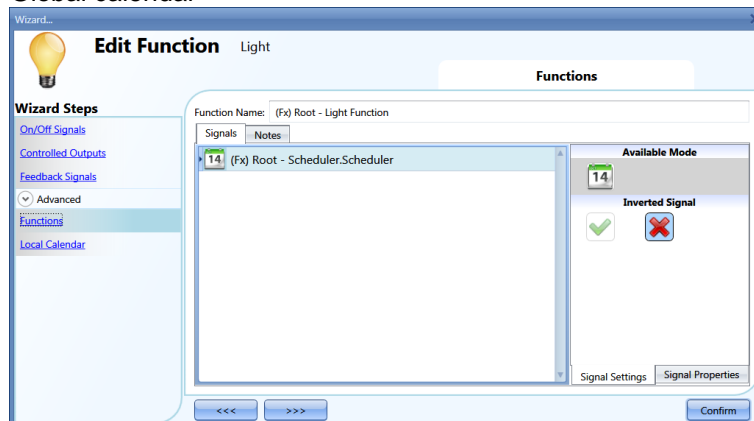 Global calendar
Wizard...
Edit Function Light
Functions
Wizard Steps
On/Off Signals
Controlled Outputs
Feedback Signals
Advanced
Functions
Local Calendar
Function Name: (Fx) Root - Light Function
Signals Notes
14 (Fx) Root - Scheduler.Scheduler
Available Mode
14
Inverted Signal
Signal Settings Signal Properties
<<< >>> Confirm